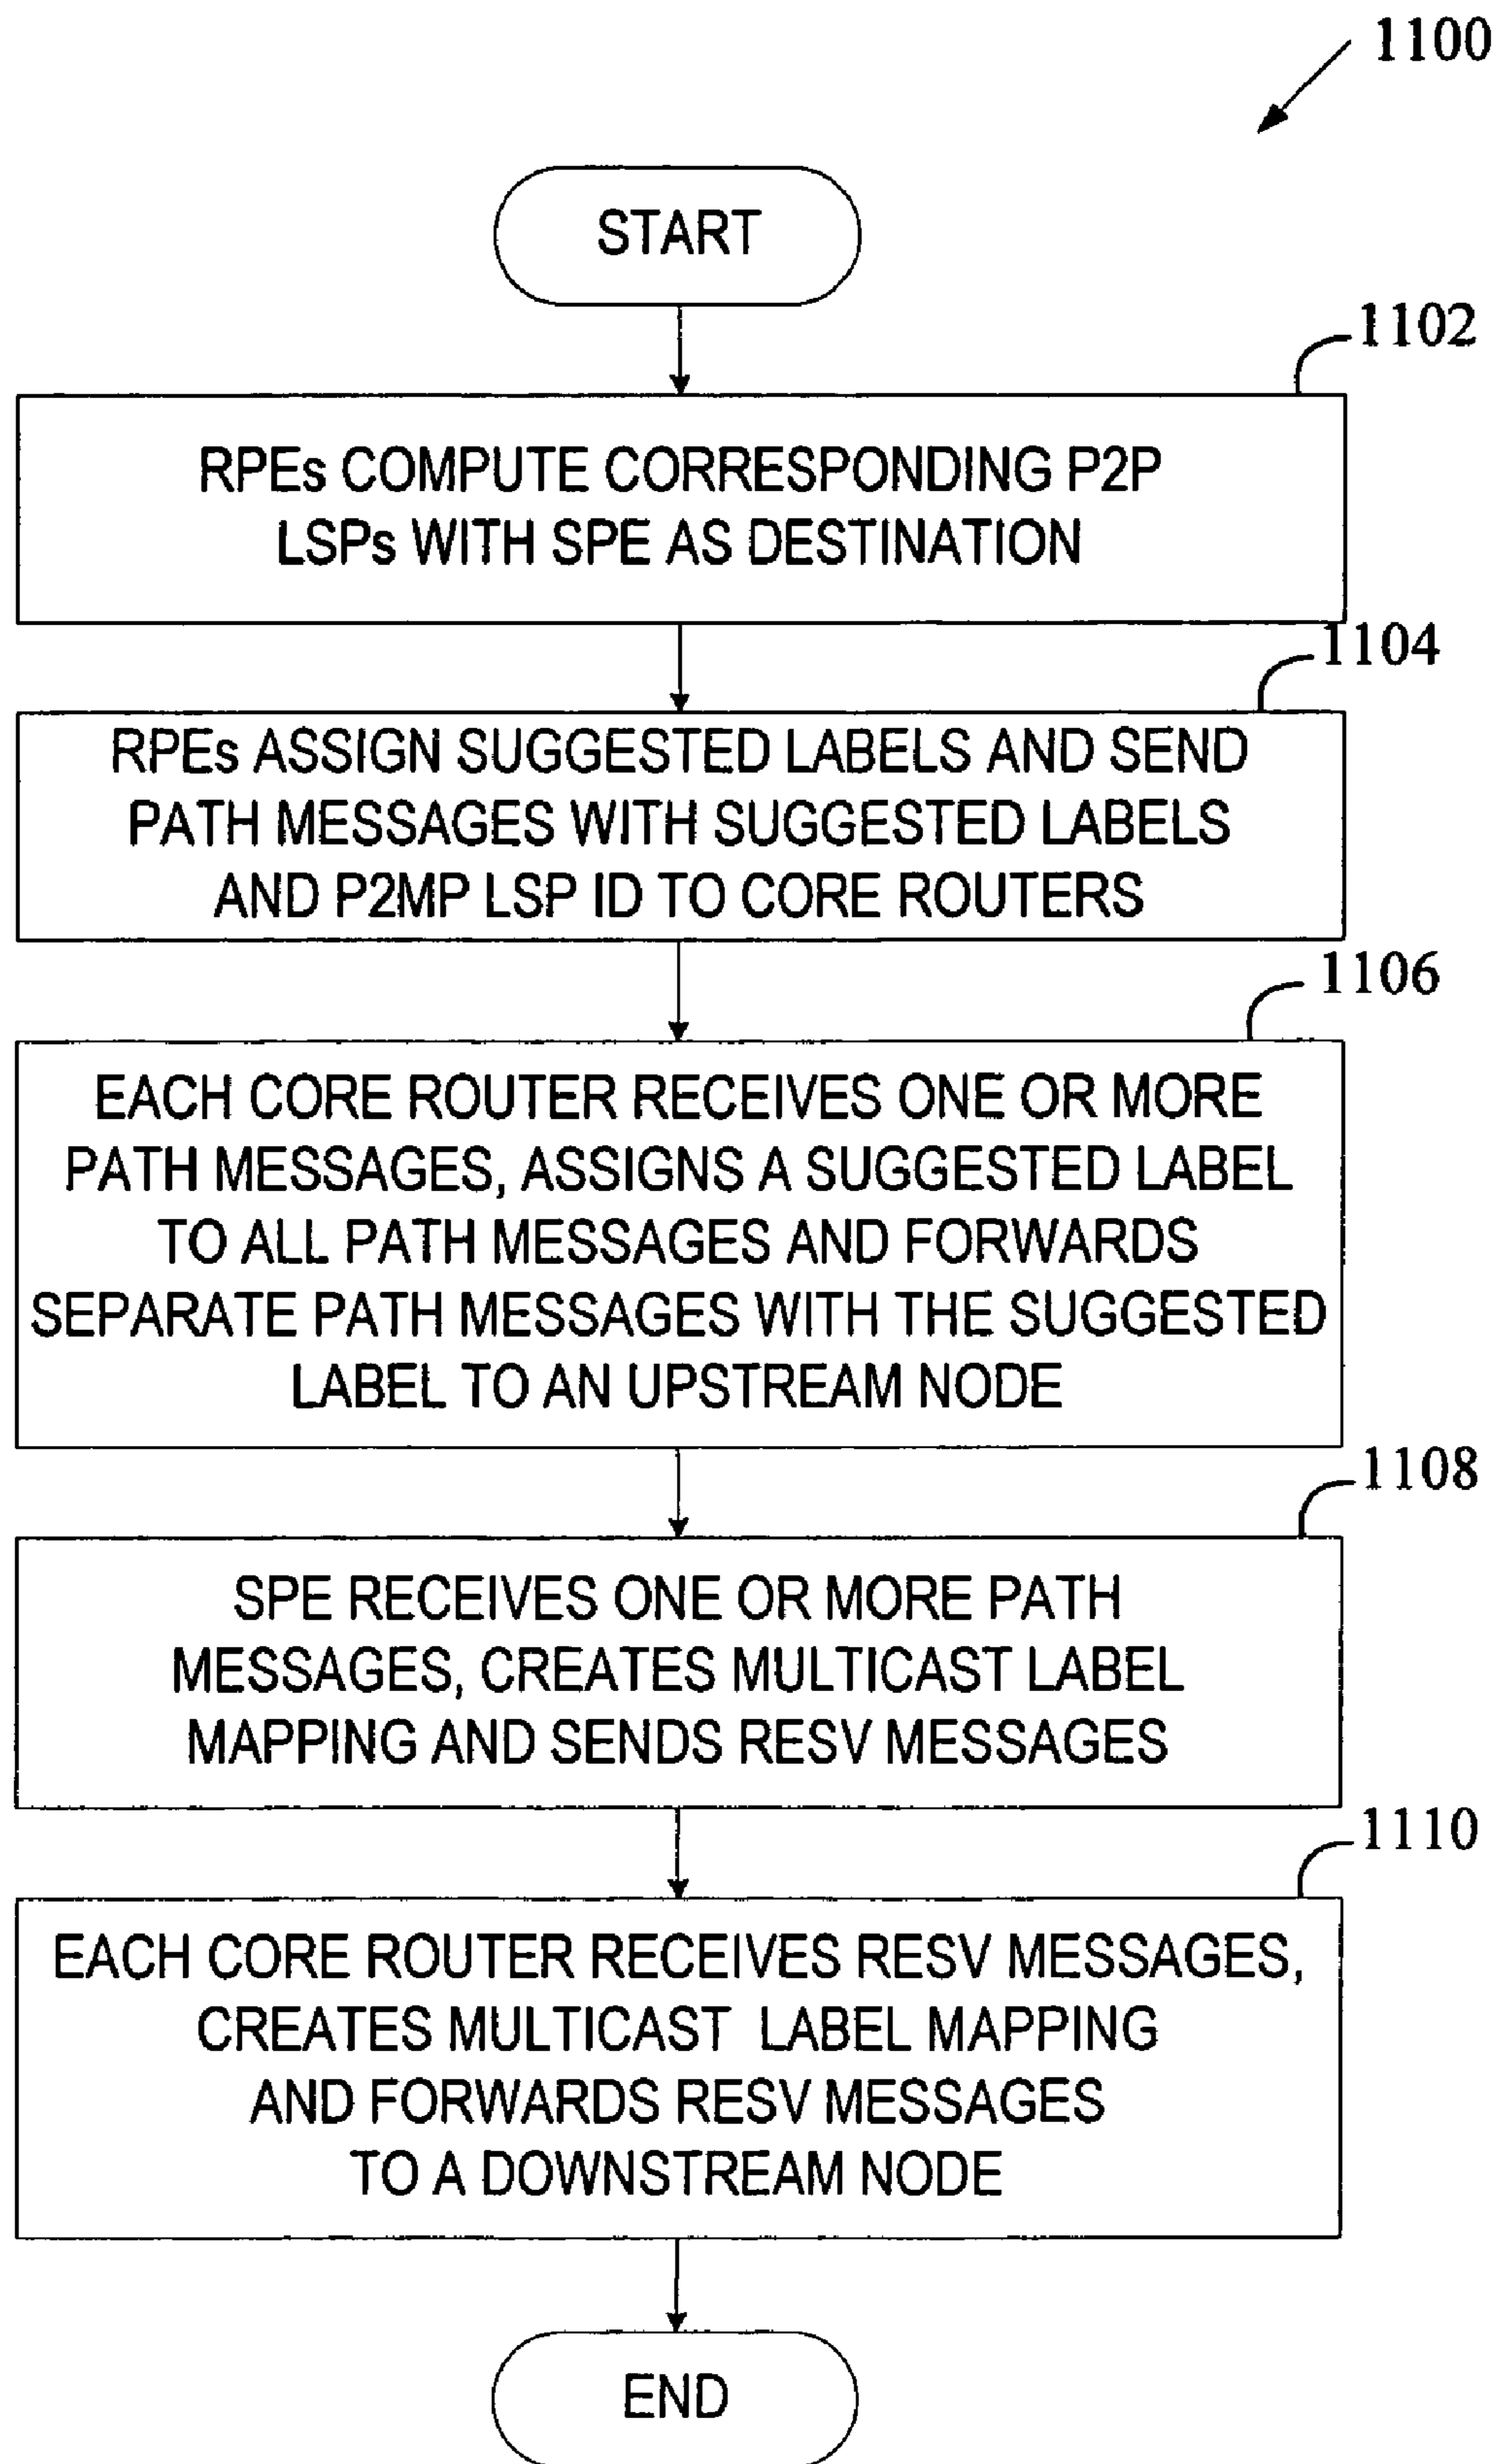 1100
START
1102
RPEs COMPUTE CORRESPONDING P2P
LSPs WITH SPE AS DESTINATION
1104
RPEs ASSIGN SUGGESTED LABELS AND SEND
PATH MESSAGES WITH SUGGESTED LABELS
AND P2MP LSP ID TO CORE ROUTERS
1106
EACH CORE ROUTER RECEIVES ONE OR MORE
PATH MESSAGES, ASSIGNS A SUGGESTED LABEL
TO ALL PATH MESSAGES AND FORWARDS
SEPARATE PATH MESSAGES WITH THE SUGGESTED
LABEL TO AN UPSTREAM NODE
1108
SPE RECEIVES ONE OR MORE PATH
MESSAGES, CREATES MULTICAST LABEL
MAPPING AND SENDS RESV MESSAGES
1110
EACH CORE ROUTER RECEIVES RESV MESSAGES,
CREATES MULTICAST LABEL MAPPING
AND FORWARDS RESV MESSAGES
TO A DOWNSTREAM NODE
END